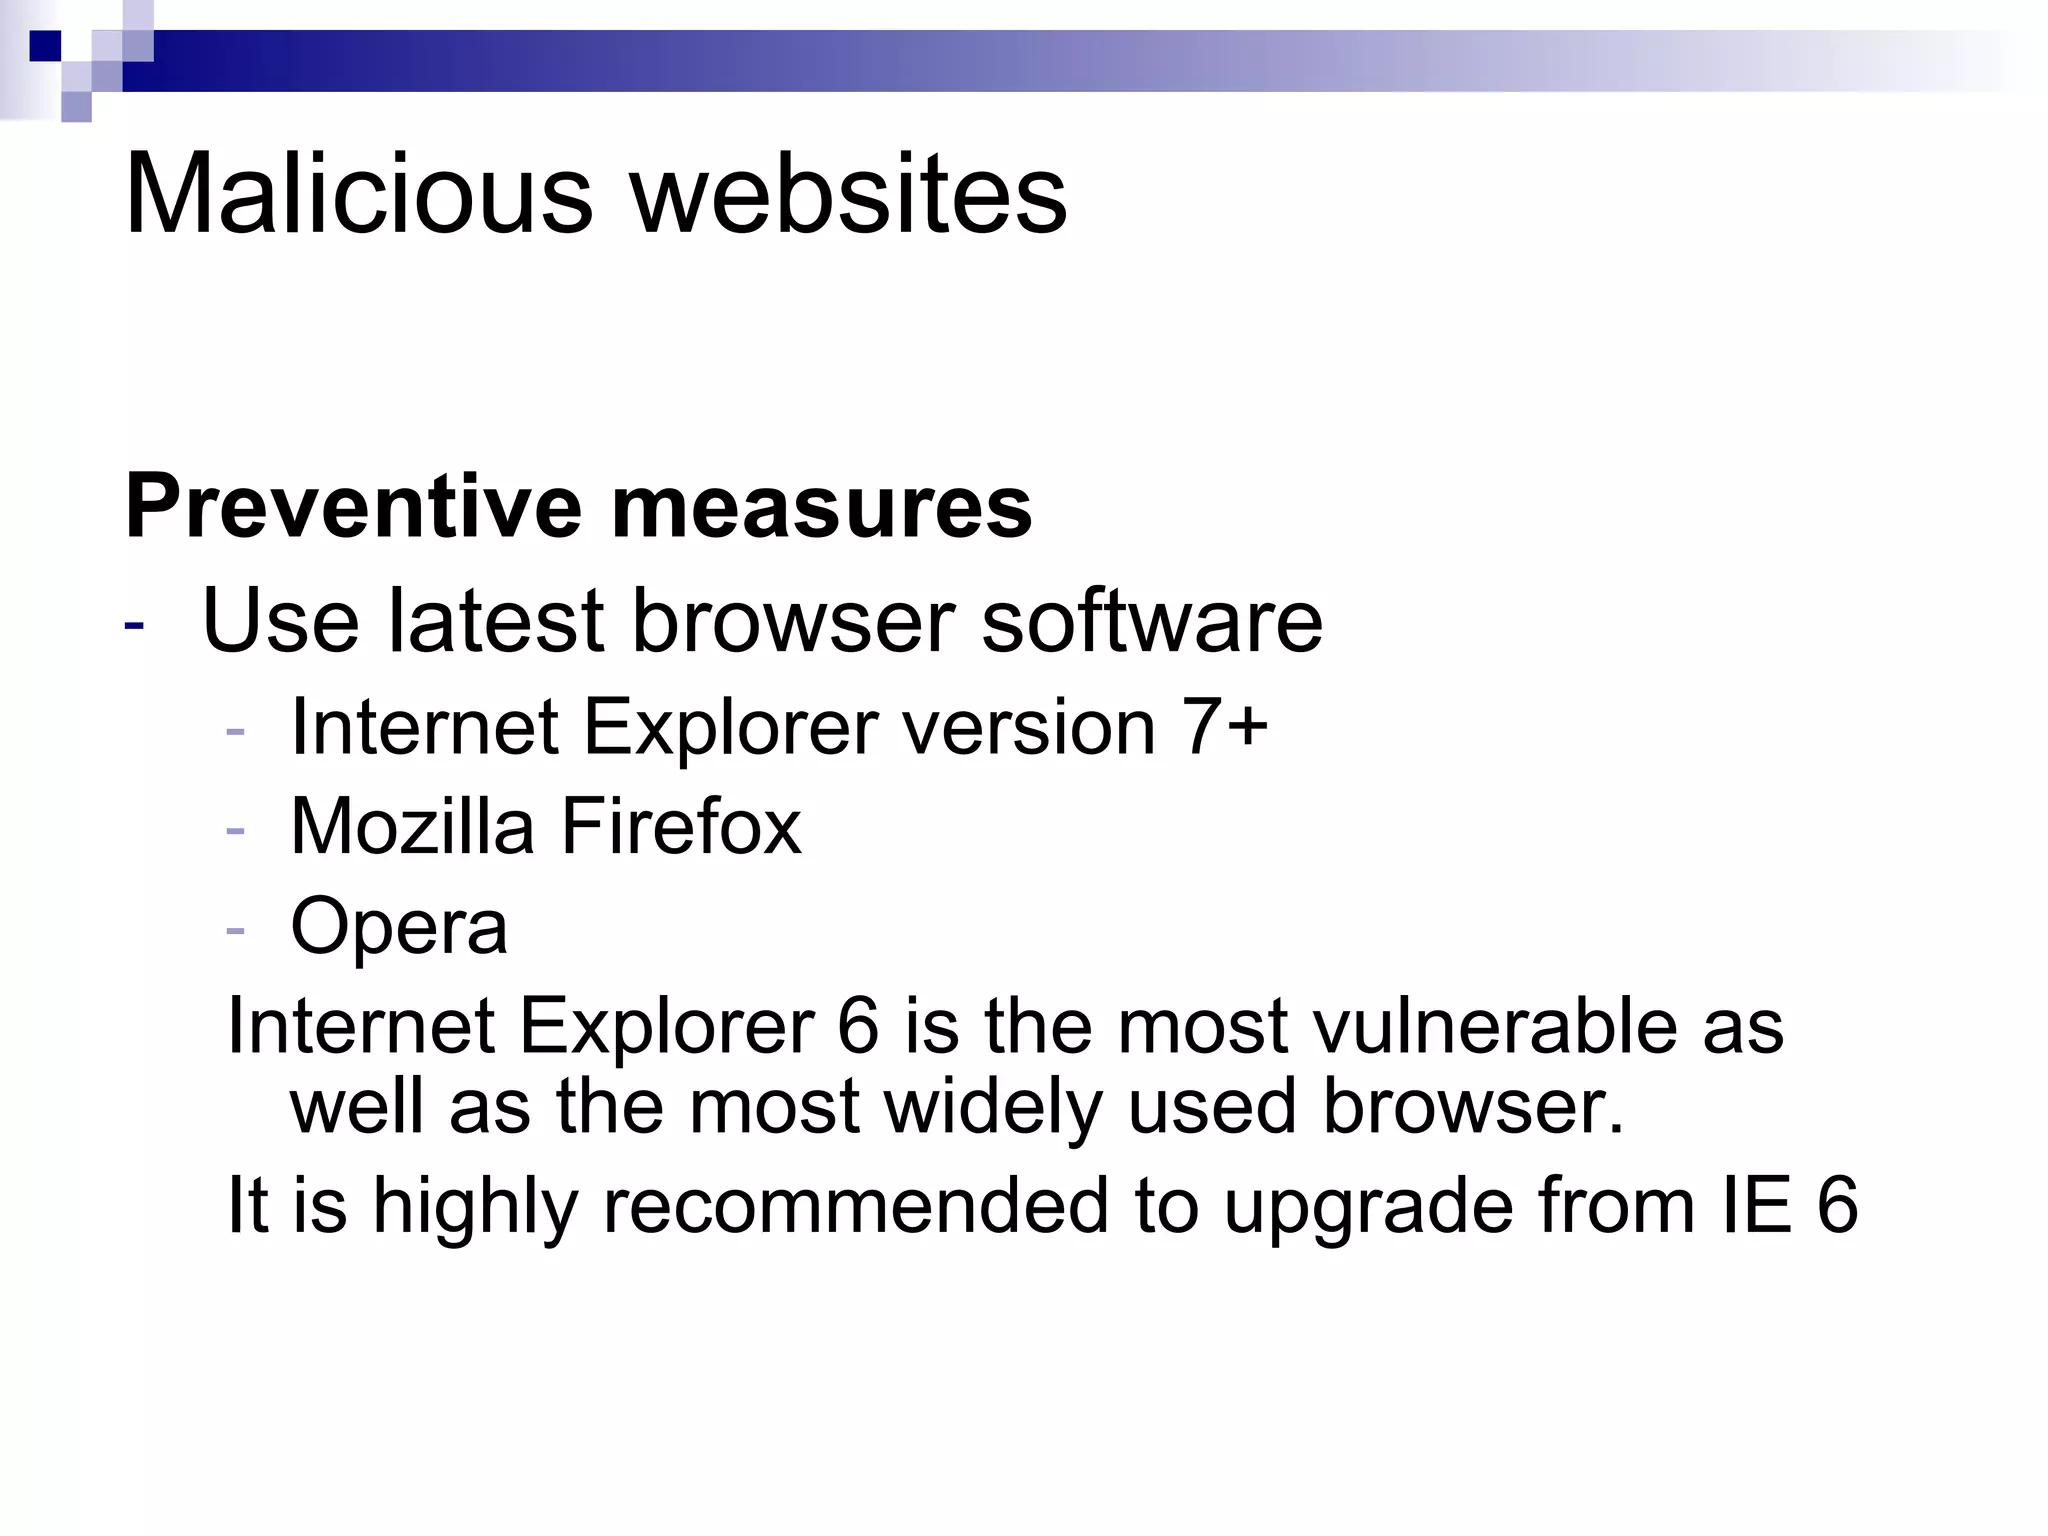 Malicious websites
Preventive measures
- Use latest browser software
- Internet Explorer version 7+
- Mozilla Firefox
- Opera
Internet Explorer 6 is the most vulnerable as
well as the most widely used browser.
It is highly recommended to upgrade from IE 6